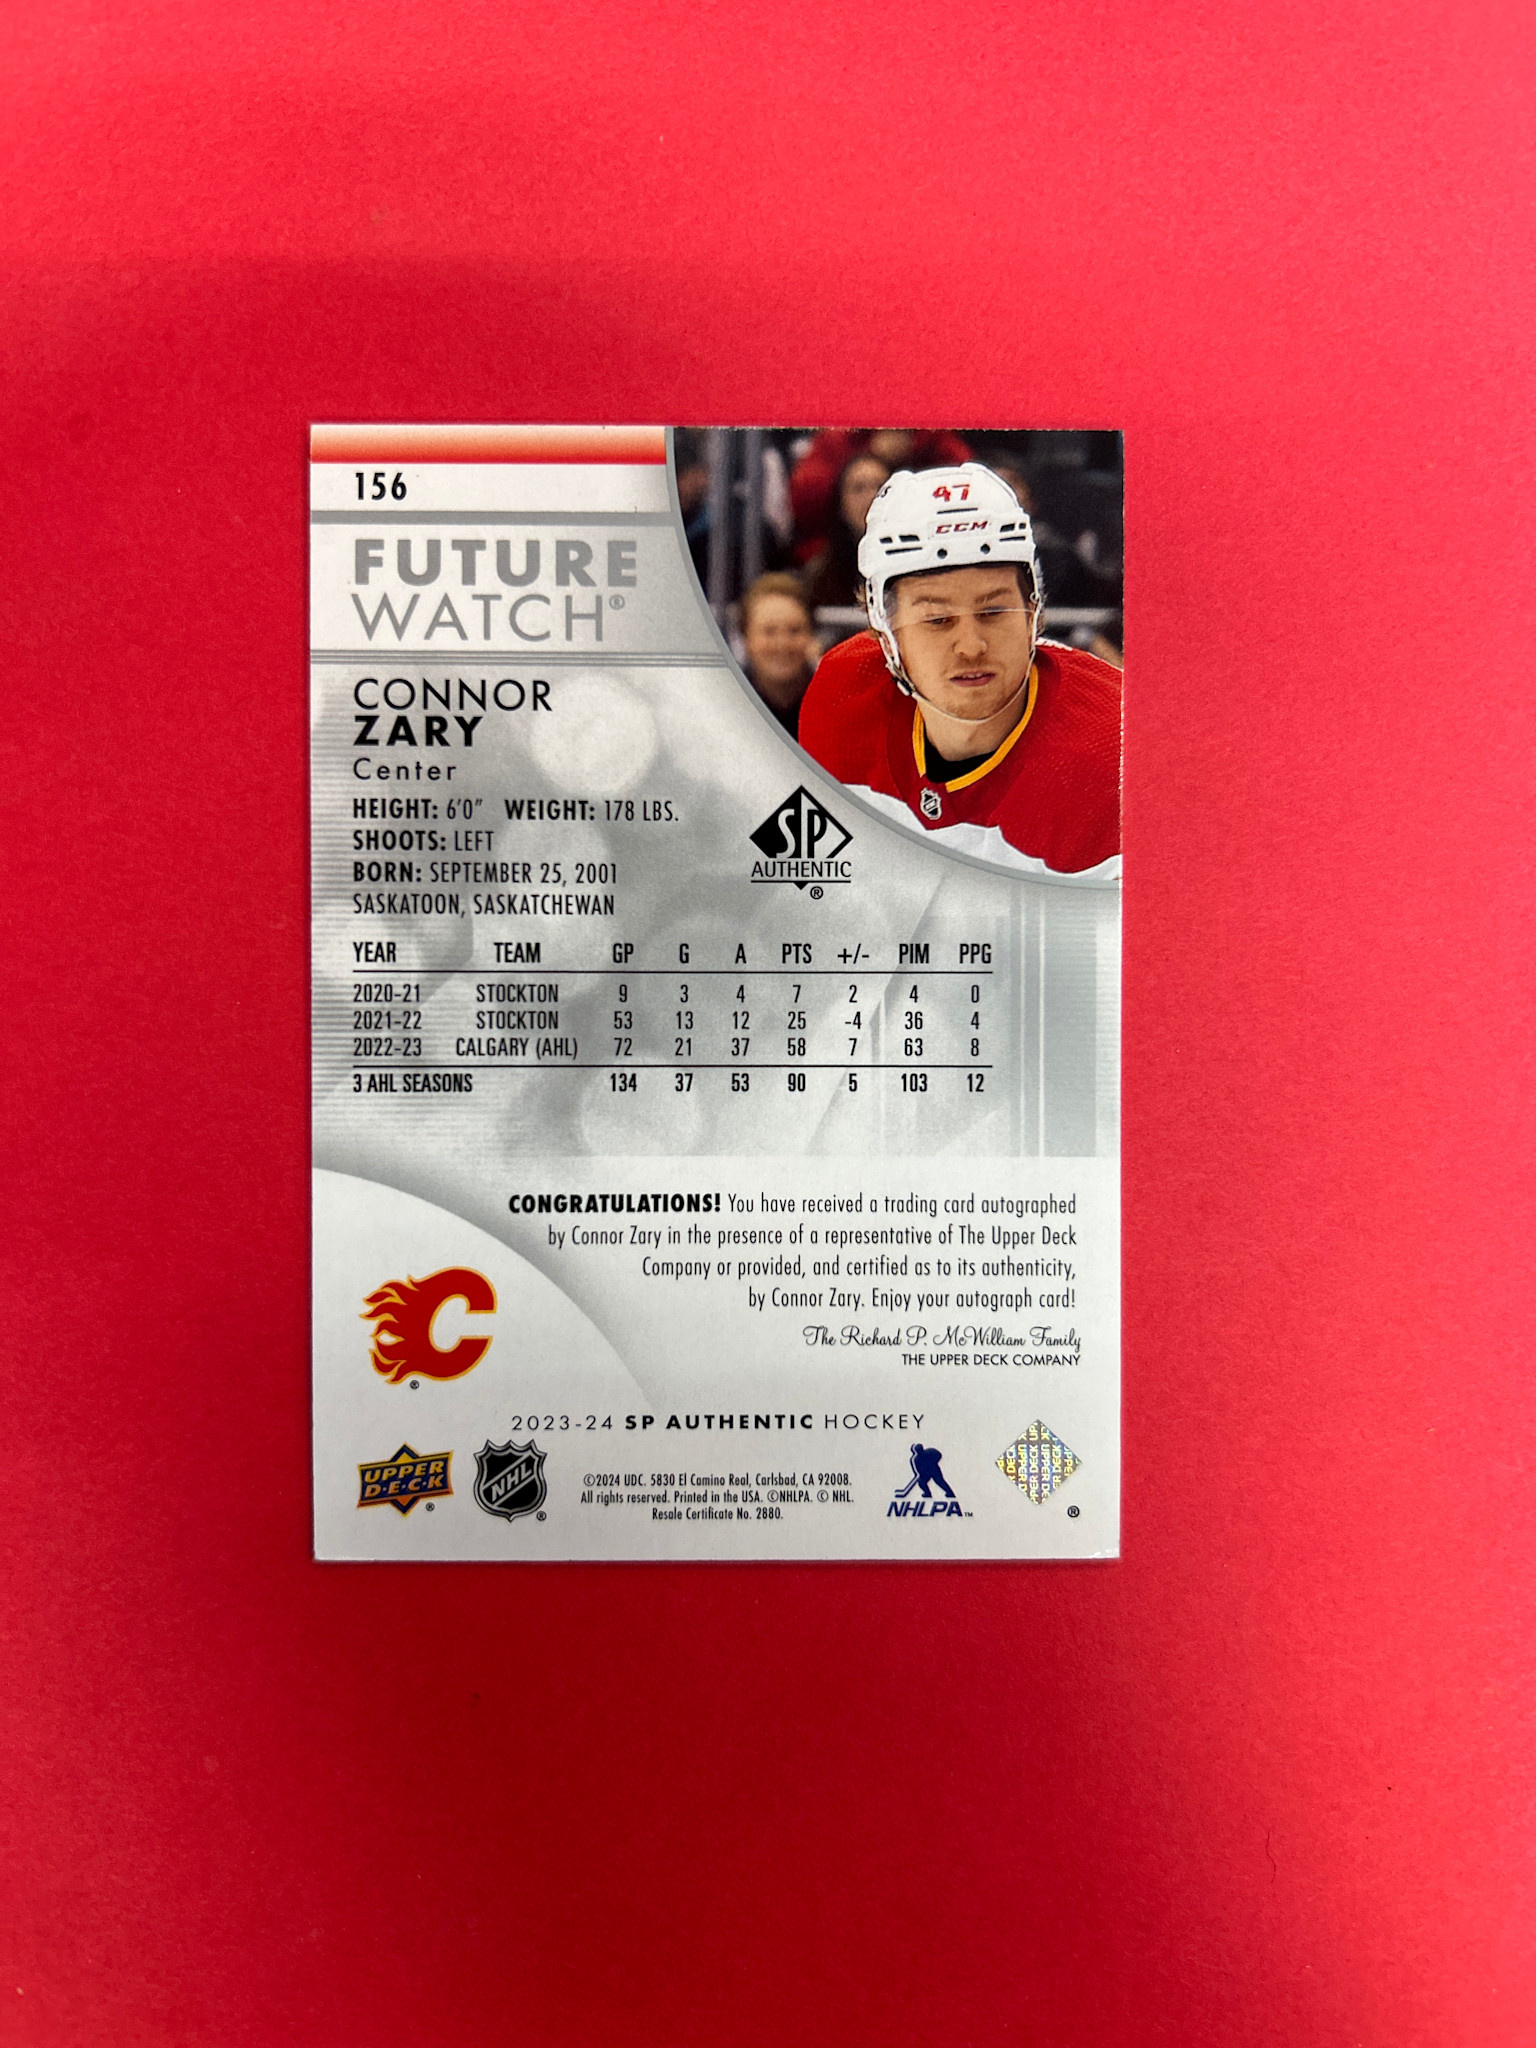 156
47
CCM
FUTURE
WATCH®
CONNOR
ZARY
Center
HEIGHT: 6'0" WEIGHT: 178 LBS.
SHOOTS: LEFT
BORN: SEPTEMBER 25, 2001
SASKATOON, SASKATCHEWAN
SP
AUTHENTIC
®
YEAR TEAM GP G A PTS +/- PIM PPG
2020-21 STOCKTON 9 3 4 7 2 4 0
2021-22 STOCKTON 53 13 12 25 -4 36 4
2022-23 CALGARY (AHL) 72 21 37 58 7 63 8
3 AHL SEASONS 134 37 53 90 5 103 12
CONGRATULATIONS! You have received a trading card autographed
by Connor Zary in the presence of a representative of The Upper Deck
Company or provided, and certified as to its authenticity,
by Connor Zary. Enjoy your autograph card!
The Richard P. McWilliam Family
THE UPPER DECK COMPANY
C
®
2023-24 SP AUTHENTIC HOCKEY
UPPER
D·E·C·K
®
NHL
®
©2024 UDC. 5830 El Camino Real, Carlsbad, CA 92008.
All rights reserved. Printed in the USA. ©NHLPA. © NHL.
Resale Certificate No. 2880.
NHLPA™
UPPER DECK
®